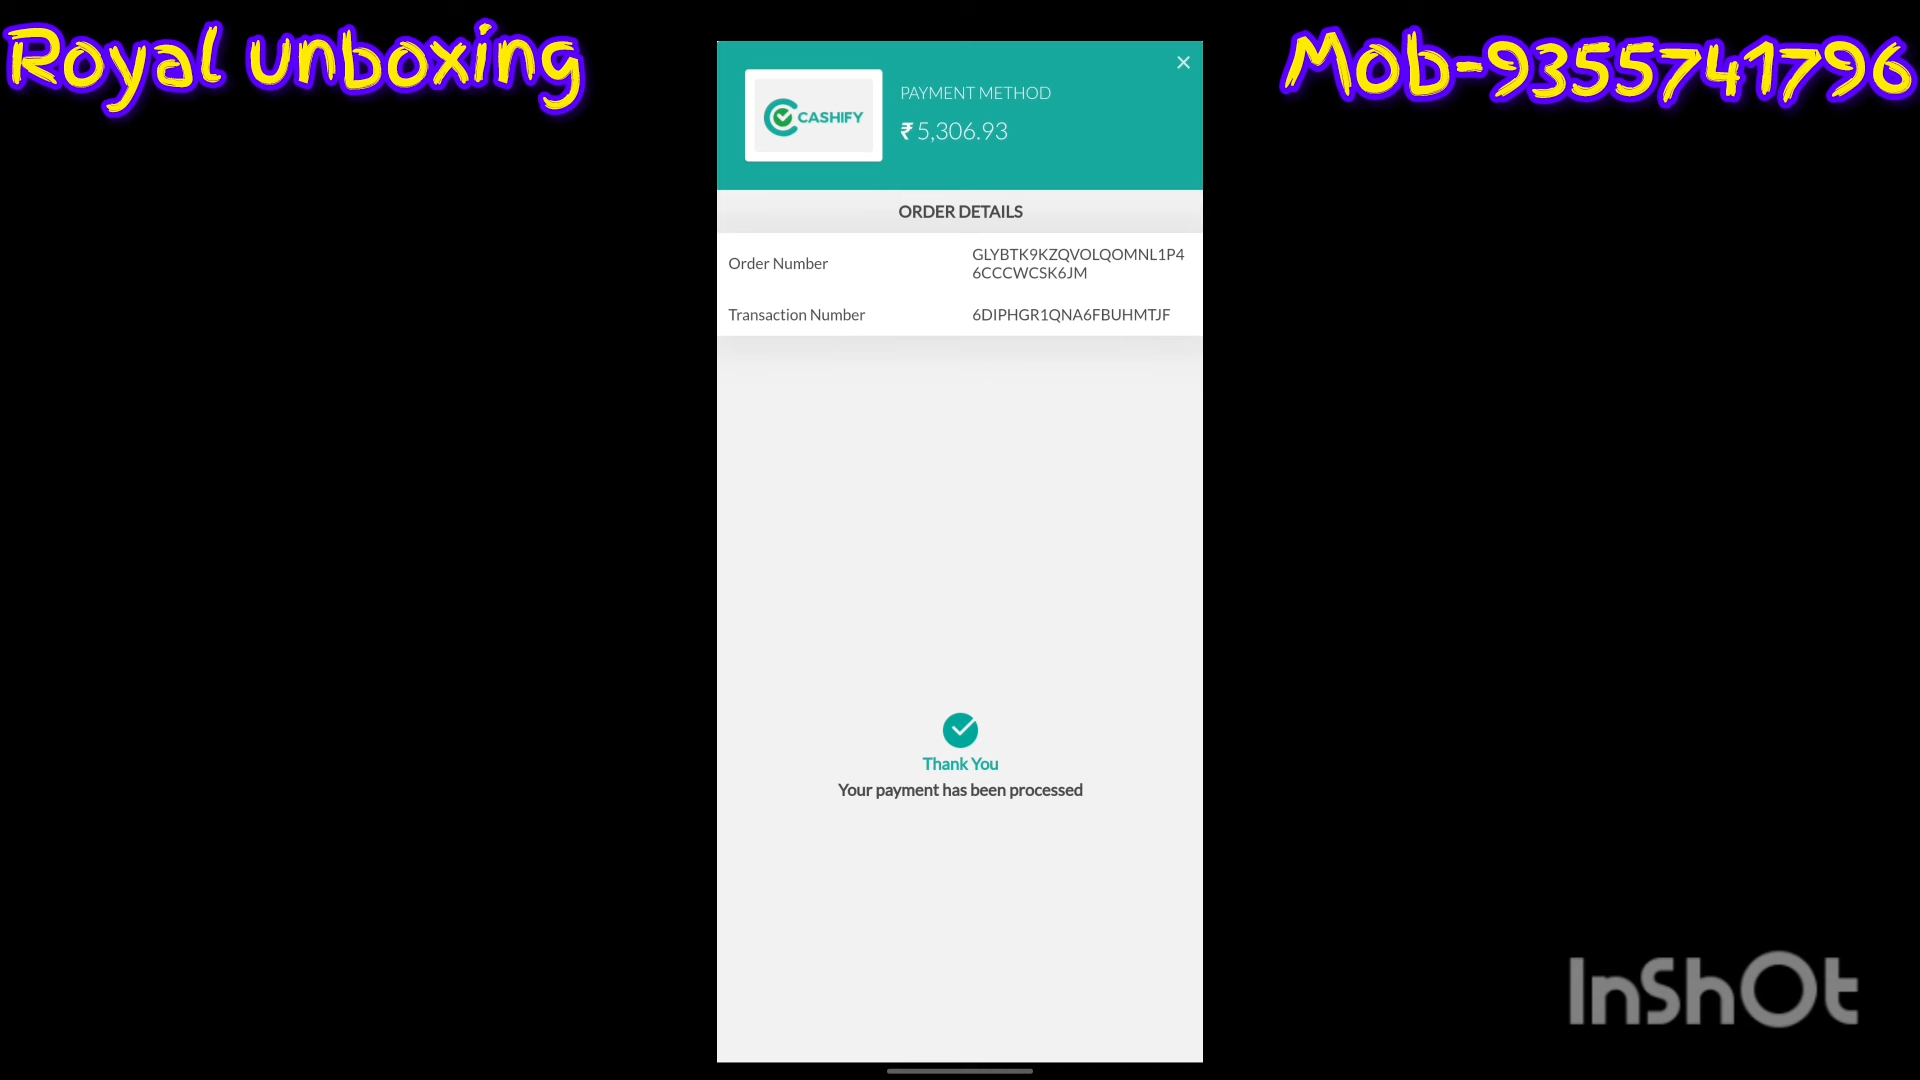 Royal unboxing
Mob-9355741796
CASHIFY
PAYMENT METHOD
₹ 5,306.93
ORDER DETAILS
Order Number
GLYBTK9KZQVOLQOMNL1P4
6CCCWCSK6JM
Transaction Number
6DIPHGR1QNA6FBUHMTJF
Thank You
Your payment has been processed
InShOt